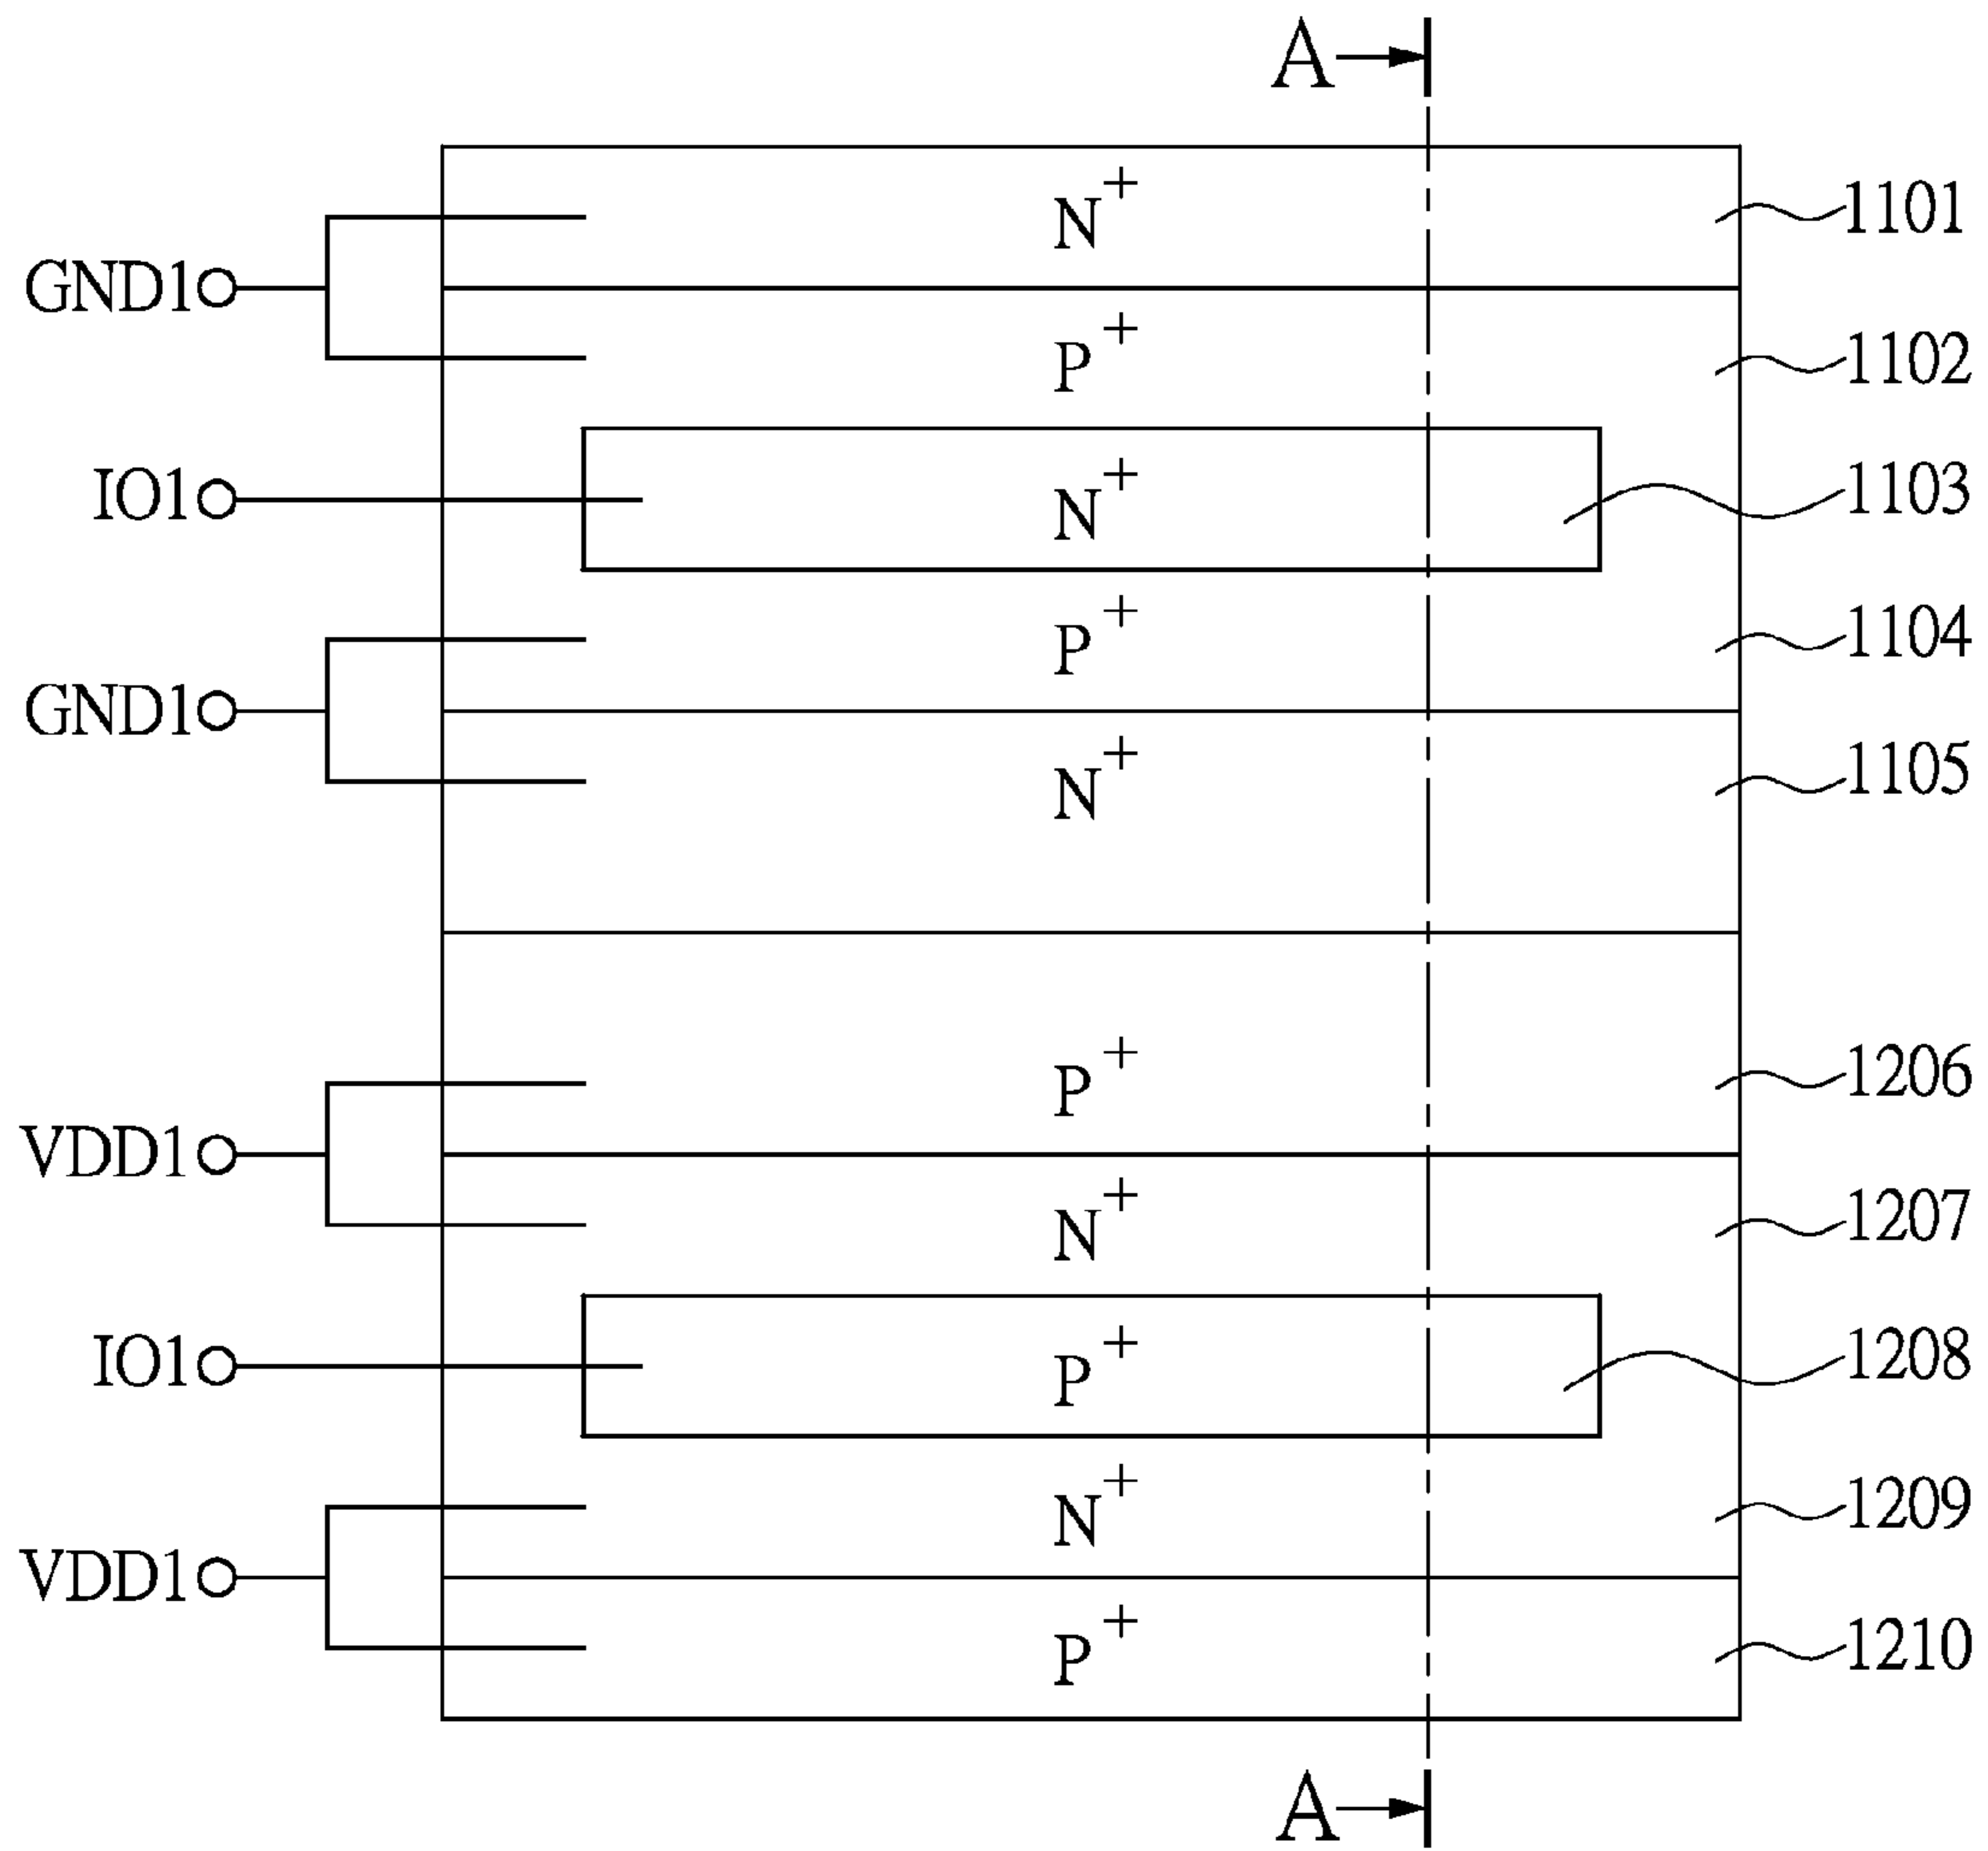 A
N+ 1101
GND1
P+ 1102
IO1 N+ 1103
P+ 1104
GND1
N+ 1105
P+ 1206
VDD1
N+ 1207
IO1 P+ 1208
N+ 1209
VDD1
P+ 1210
A